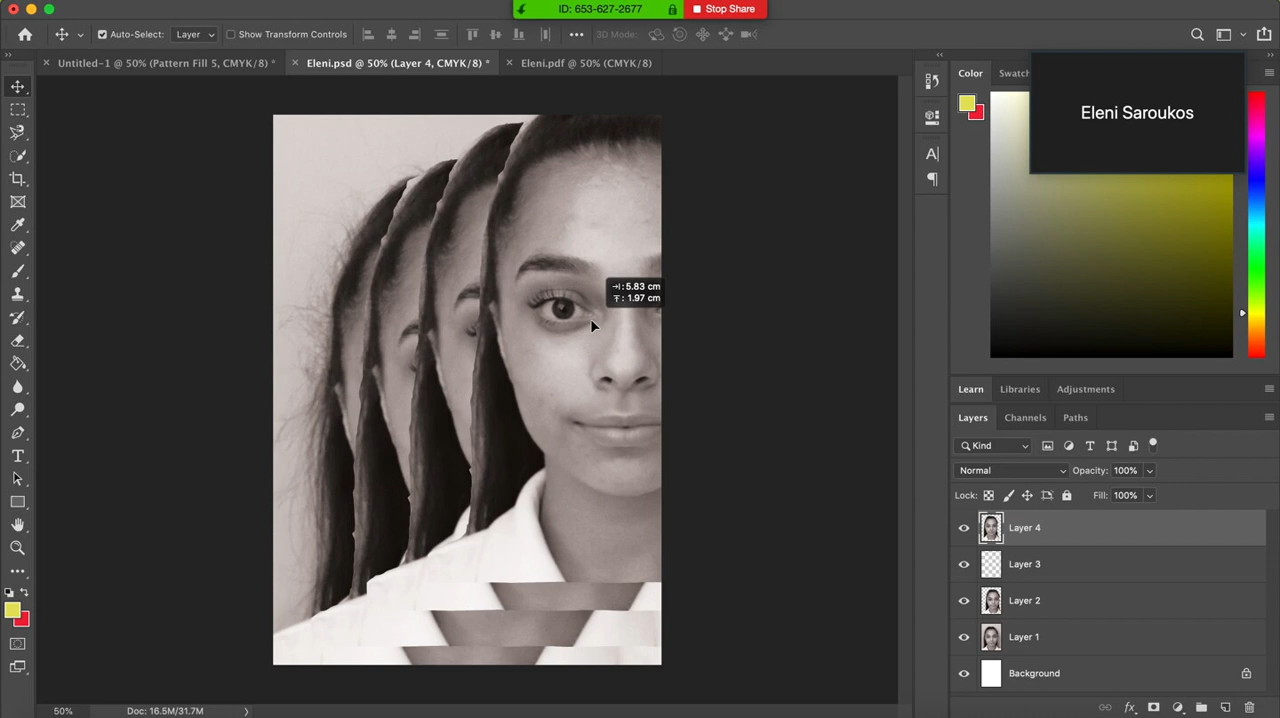 ID: 653-627-2677 Stop Share
Auto-Select: Layer Show Transform Controls 3D Mode:
Untitled-1 @ 50% (Pattern Fill 5, CMYK/8) * Eleni.psd @ 50% (Layer 4, CMYK/8) * Eleni.pdf @ 50% (CMYK/8)
Color Swatch
Eleni Saroukos
5.83 cm
1.97 cm
Learn Libraries Adjustments
Layers Channels Paths
Kind
Normal Opacity: 100%
Lock: Fill: 100%
Layer 4
Layer 3
Layer 2
Layer 1
Background
50% Doc: 16.5M/31.7M